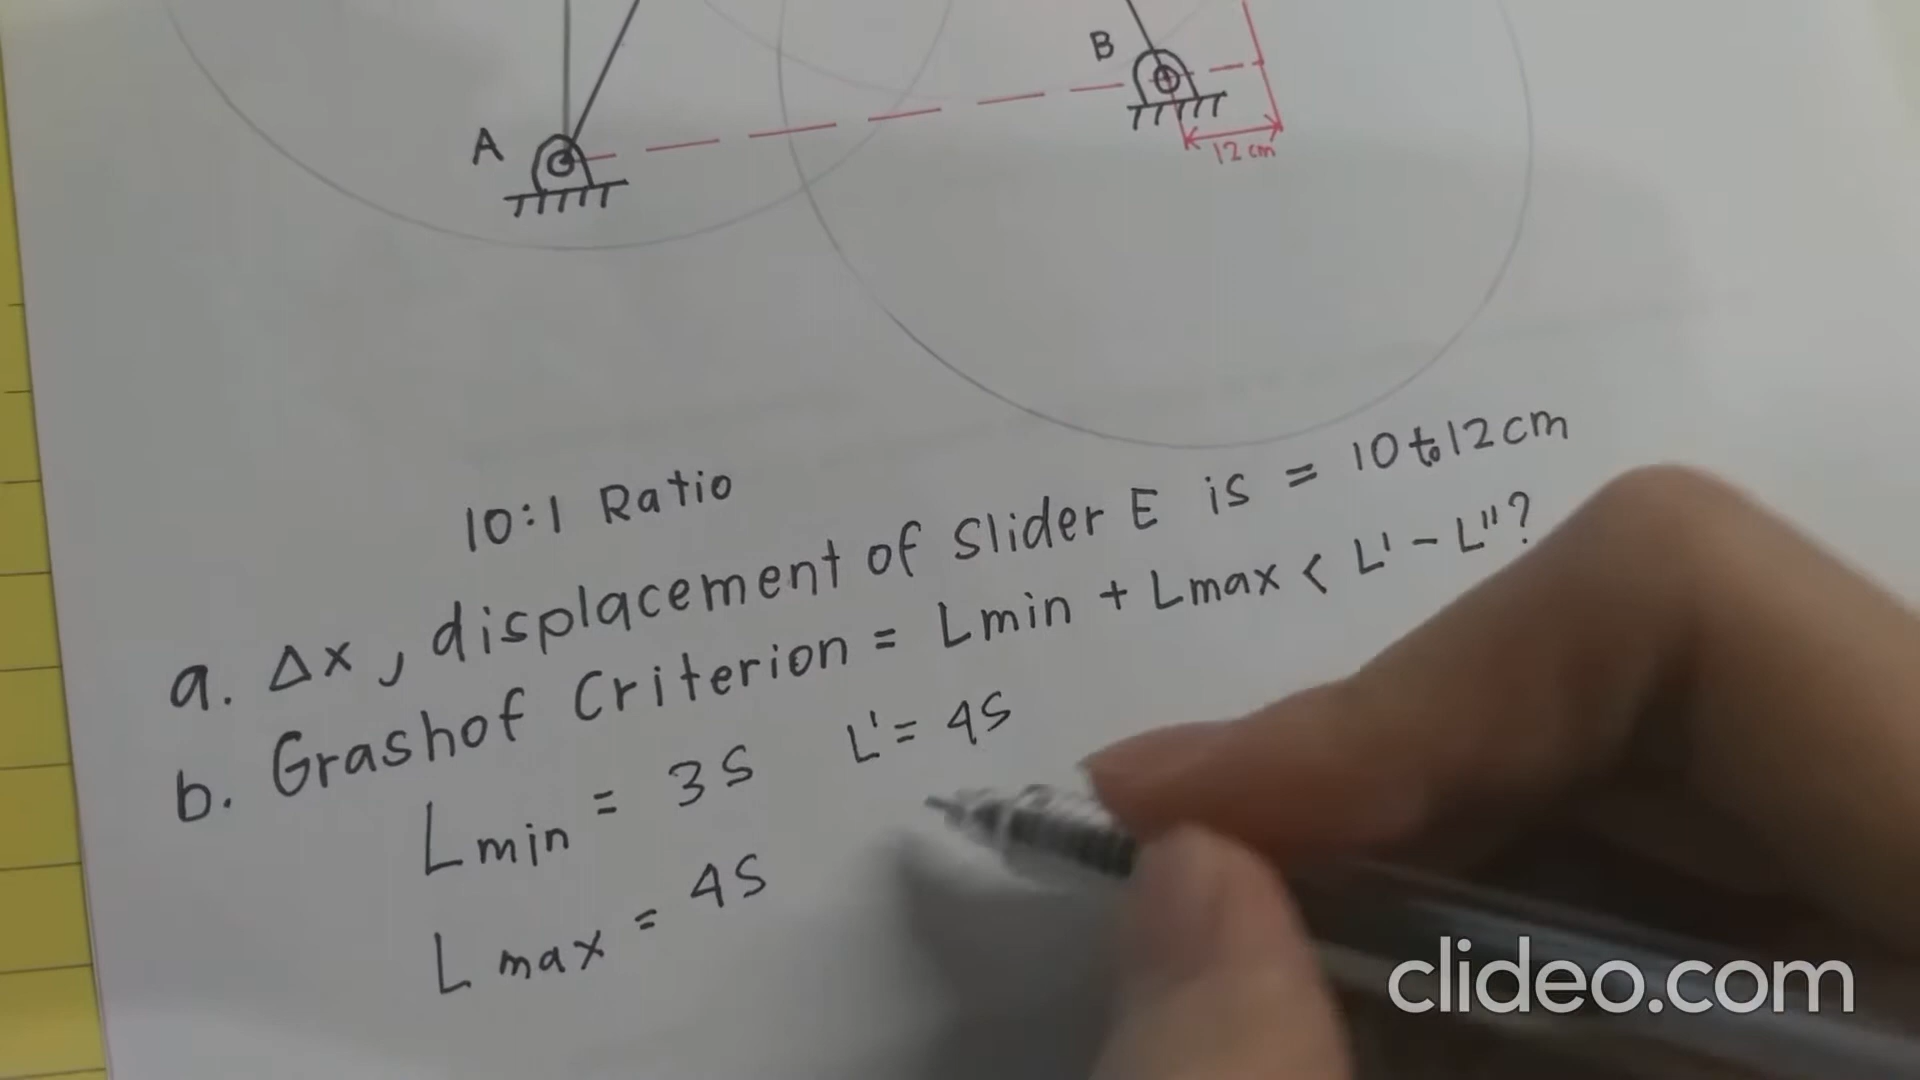 B
A
12 cm
10:1 Ratio
a. Δx, displacement of slider E is = 10 to 12 cm
b. Grashof Criterion = Lmin + Lmax < L' - L"?
Lmin = 35 L' = 45
Lmax = 45
clideo.com